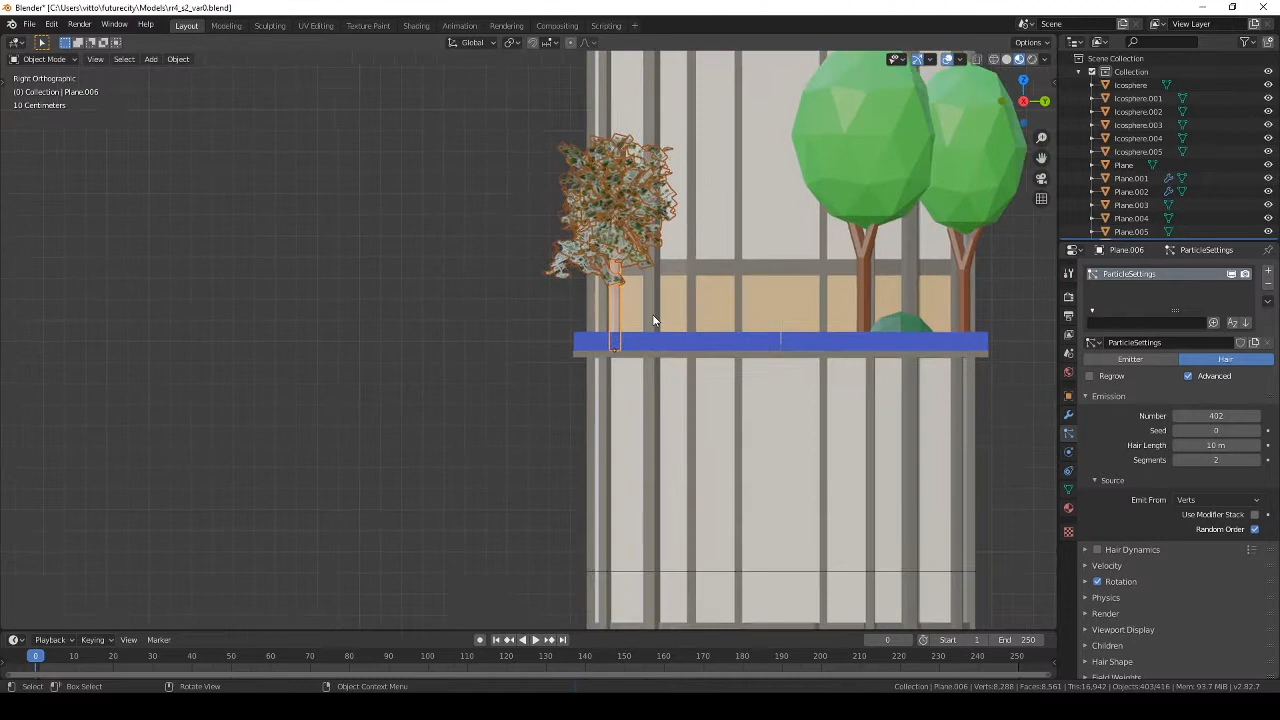 Blender* [C:\Users\vitto\futurecity\Models\rr4_s2_var0.blend]
File Edit Render Window Help Layout Modeling Sculpting UV Editing Texture Paint Shading Animation Rendering Compositing Scripting Scene View Layer
Global Options
Object Mode View Select Add Object
Right Orthographic
(0) Collection | Plane.006
10 Centimeters
Scene Collection
Collection
Icosphere
Icosphere.001
Icosphere.002
Icosphere.003
Icosphere.004
Icosphere.005
Plane
Plane.001
Plane.002
Plane.003
Plane.004
Plane.005
Plane.006 ParticleSettings
ParticleSettings
ParticleSettings
Emitter Hair
Regrow Advanced
Emission
Number 402
Seed 0
Hair Length 10 m
Segments 2
Source
Emit From Verts
Use Modifier Stack
Random Order
Hair Dynamics
Velocity
Rotation
Physics
Render
Viewport Display
Children
Hair Shape
Field Weights
Playback Keying View Marker 0 Start 1 End 250
0 10 20 30 40 50 60 70 80 90 100 110 120 130 140 150 160 170 180 190 200 210 220 230 240 250
Select Box Select Rotate View Object Context Menu Collection | Plane.006 | Verts:8,288 | Faces:8,561 | Tris:16,942 | Objects:403/416 | Mem: 93.7 MiB | v2.82.7